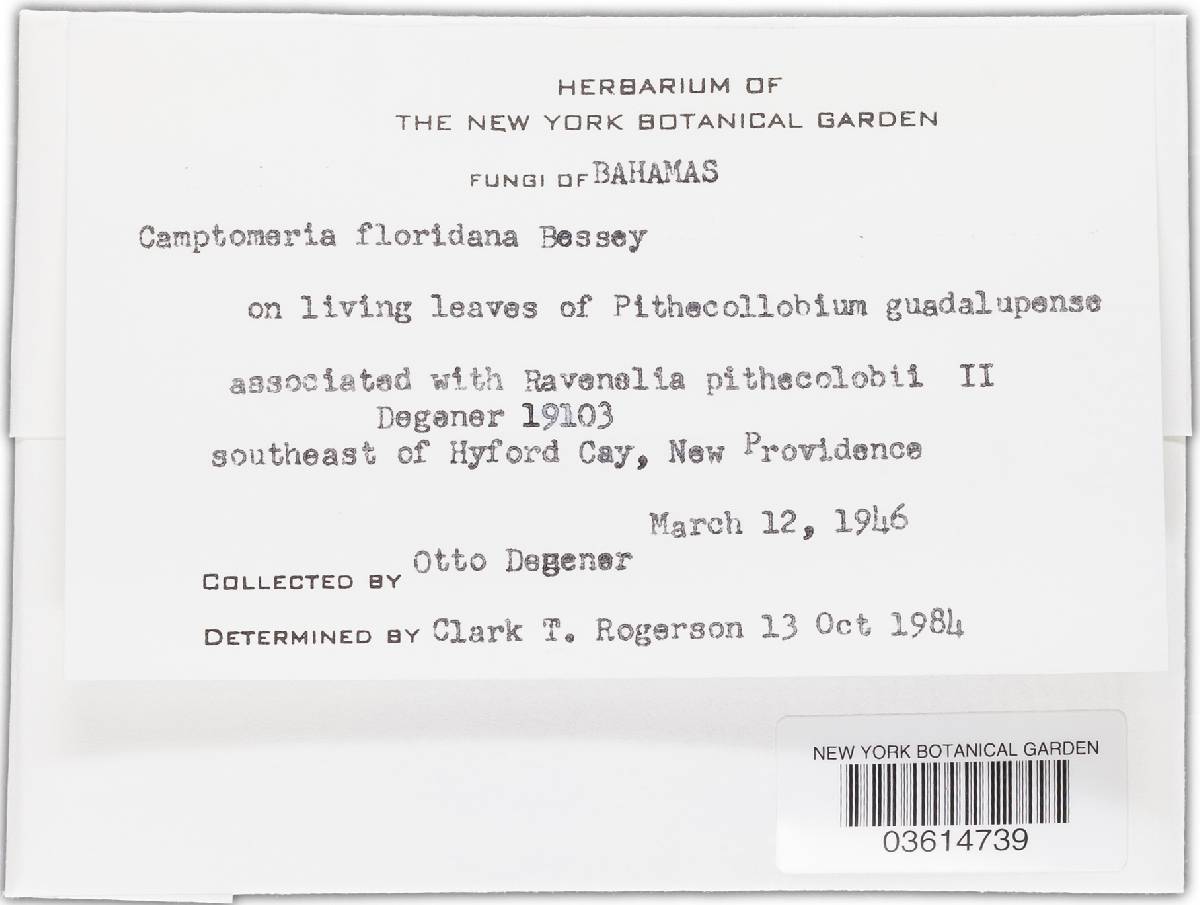 HERBARIUM OF
THE NEW YORK BOTANICAL GARDEN
FUNGI OF BAHAMAS
Camptomeria floridana Bessey
on living leaves of Pithecollobium guadalupense
associated with Ravenelia pithecolobii II
Degener 19103
southeast of Hyford Cay, New Providence
March 12, 1946
COLLECTED BY Otto Degener
DETERMINED BY Clark T. Rogerson 13 Oct 1984
NEW YORK BOTANICAL GARDEN
03614739